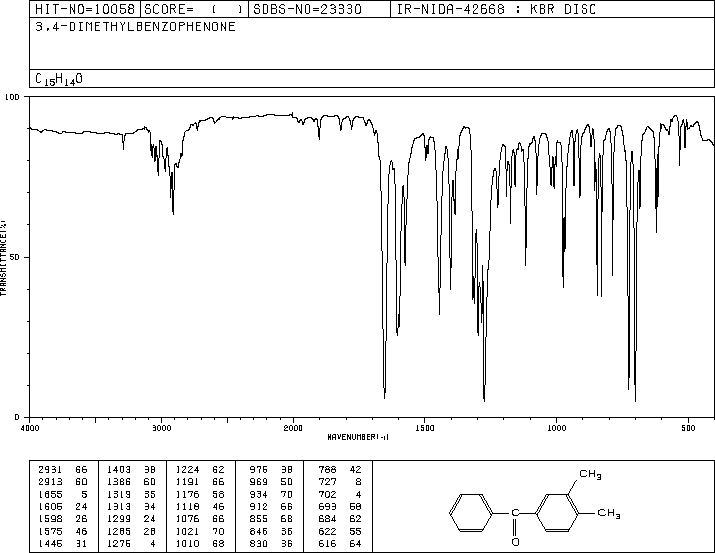 HIT-NO=10058 SCORE= ( ) SDBS-NO=23330 IR-NIDA-42668 : KBR DISC
3,4-DIMETHYLBENZOPHENONE
C15H14O
100
50
0
TRANSMITTANCE(%)
4000 3000 2000 1500 1000 500
WAVENUMBER(-1)
2931 66 1403 38 1224 62 976 38 788 42
2913 60 1386 60 1191 66 969 50 727 8
1655 5 1319 35 1176 58 934 70 702 4
1605 24 1313 34 1118 46 912 66 693 58
1598 26 1299 24 1076 66 855 68 684 62
1575 46 1285 28 1021 70 846 36 622 55
1446 31 1276 4 1010 68 830 36 616 64
CH3
CH3
O